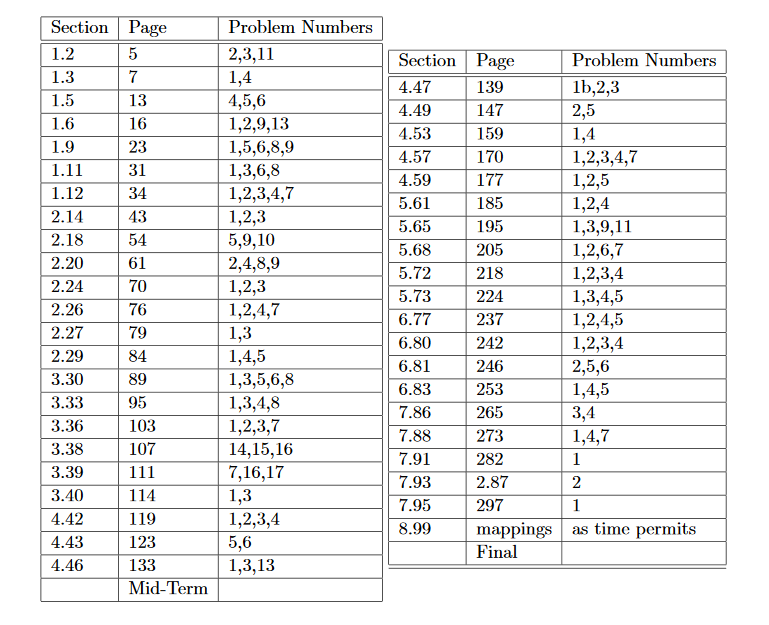 Section Page Problem Numbers
1.2 5 2,3,11
1.3 7 1,4
1.5 13 4,5,6
1.6 16 1,2,9,13
1.9 23 1,5,6,8,9
1.11 31 1,3,6,8
1.12 34 1,2,3,4,7
2.14 43 1,2,3
2.18 54 5,9,10
2.20 61 2,4,8,9
2.24 70 1,2,3
2.26 76 1,2,4,7
2.27 79 1,3
2.29 84 1,4,5
3.30 89 1,3,5,6,8
3.33 95 1,3,4,8
3.36 103 1,2,3,7
3.38 107 14,15,16
3.39 111 7,16,17
3.40 114 1,3
4.42 119 1,2,3,4
4.43 123 5,6
4.46 133 1,3,13
Mid-Term
Section Page Problem Numbers
4.47 139 1b,2,3
4.49 147 2,5
4.53 159 1,4
4.57 170 1,2,3,4,7
4.59 177 1,2,5
5.61 185 1,2,4
5.65 195 1,3,9,11
5.68 205 1,2,6,7
5.72 218 1,2,3,4
5.73 224 1,3,4,5
6.77 237 1,2,4,5
6.80 242 1,2,3,4
6.81 246 2,5,6
6.83 253 1,4,5
7.86 265 3,4
7.88 273 1,4,7
7.91 282 1
7.93 2.87 2
7.95 297 1
8.99 mappings as time permits
Final